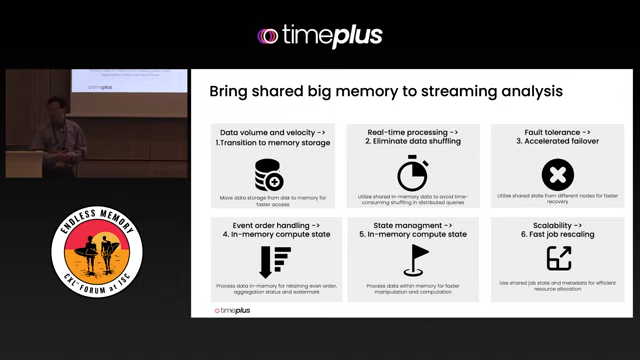 timeplus
Bring shared big memory to streaming analysis
Data volume and velocity ->
1.Transition to memory storage
Move data storage from disk to memory for
faster access
Real-time processing ->
2. Eliminate data shuffling
Utilize shared in-memory data to avoid time-
consuming shuffling in distributed queries
Fault tolerance ->
3. Accelerated failover
Utilize shared state from different nodes for faster
recovery
Event order handling ->
4. In-memory compute state
Process data in-memory for retaining even order,
aggregation status and watermark
State managment ->
5. In-memory compute state
Process data within memory for faster
manipulation and computation
Scalability ->
6. Fast job rescaling
Use shared job state and metadata for efficient
resource allocation
timeplus
timeplus
ENDLESS MEMORY
CXL™ FORUM at ISC